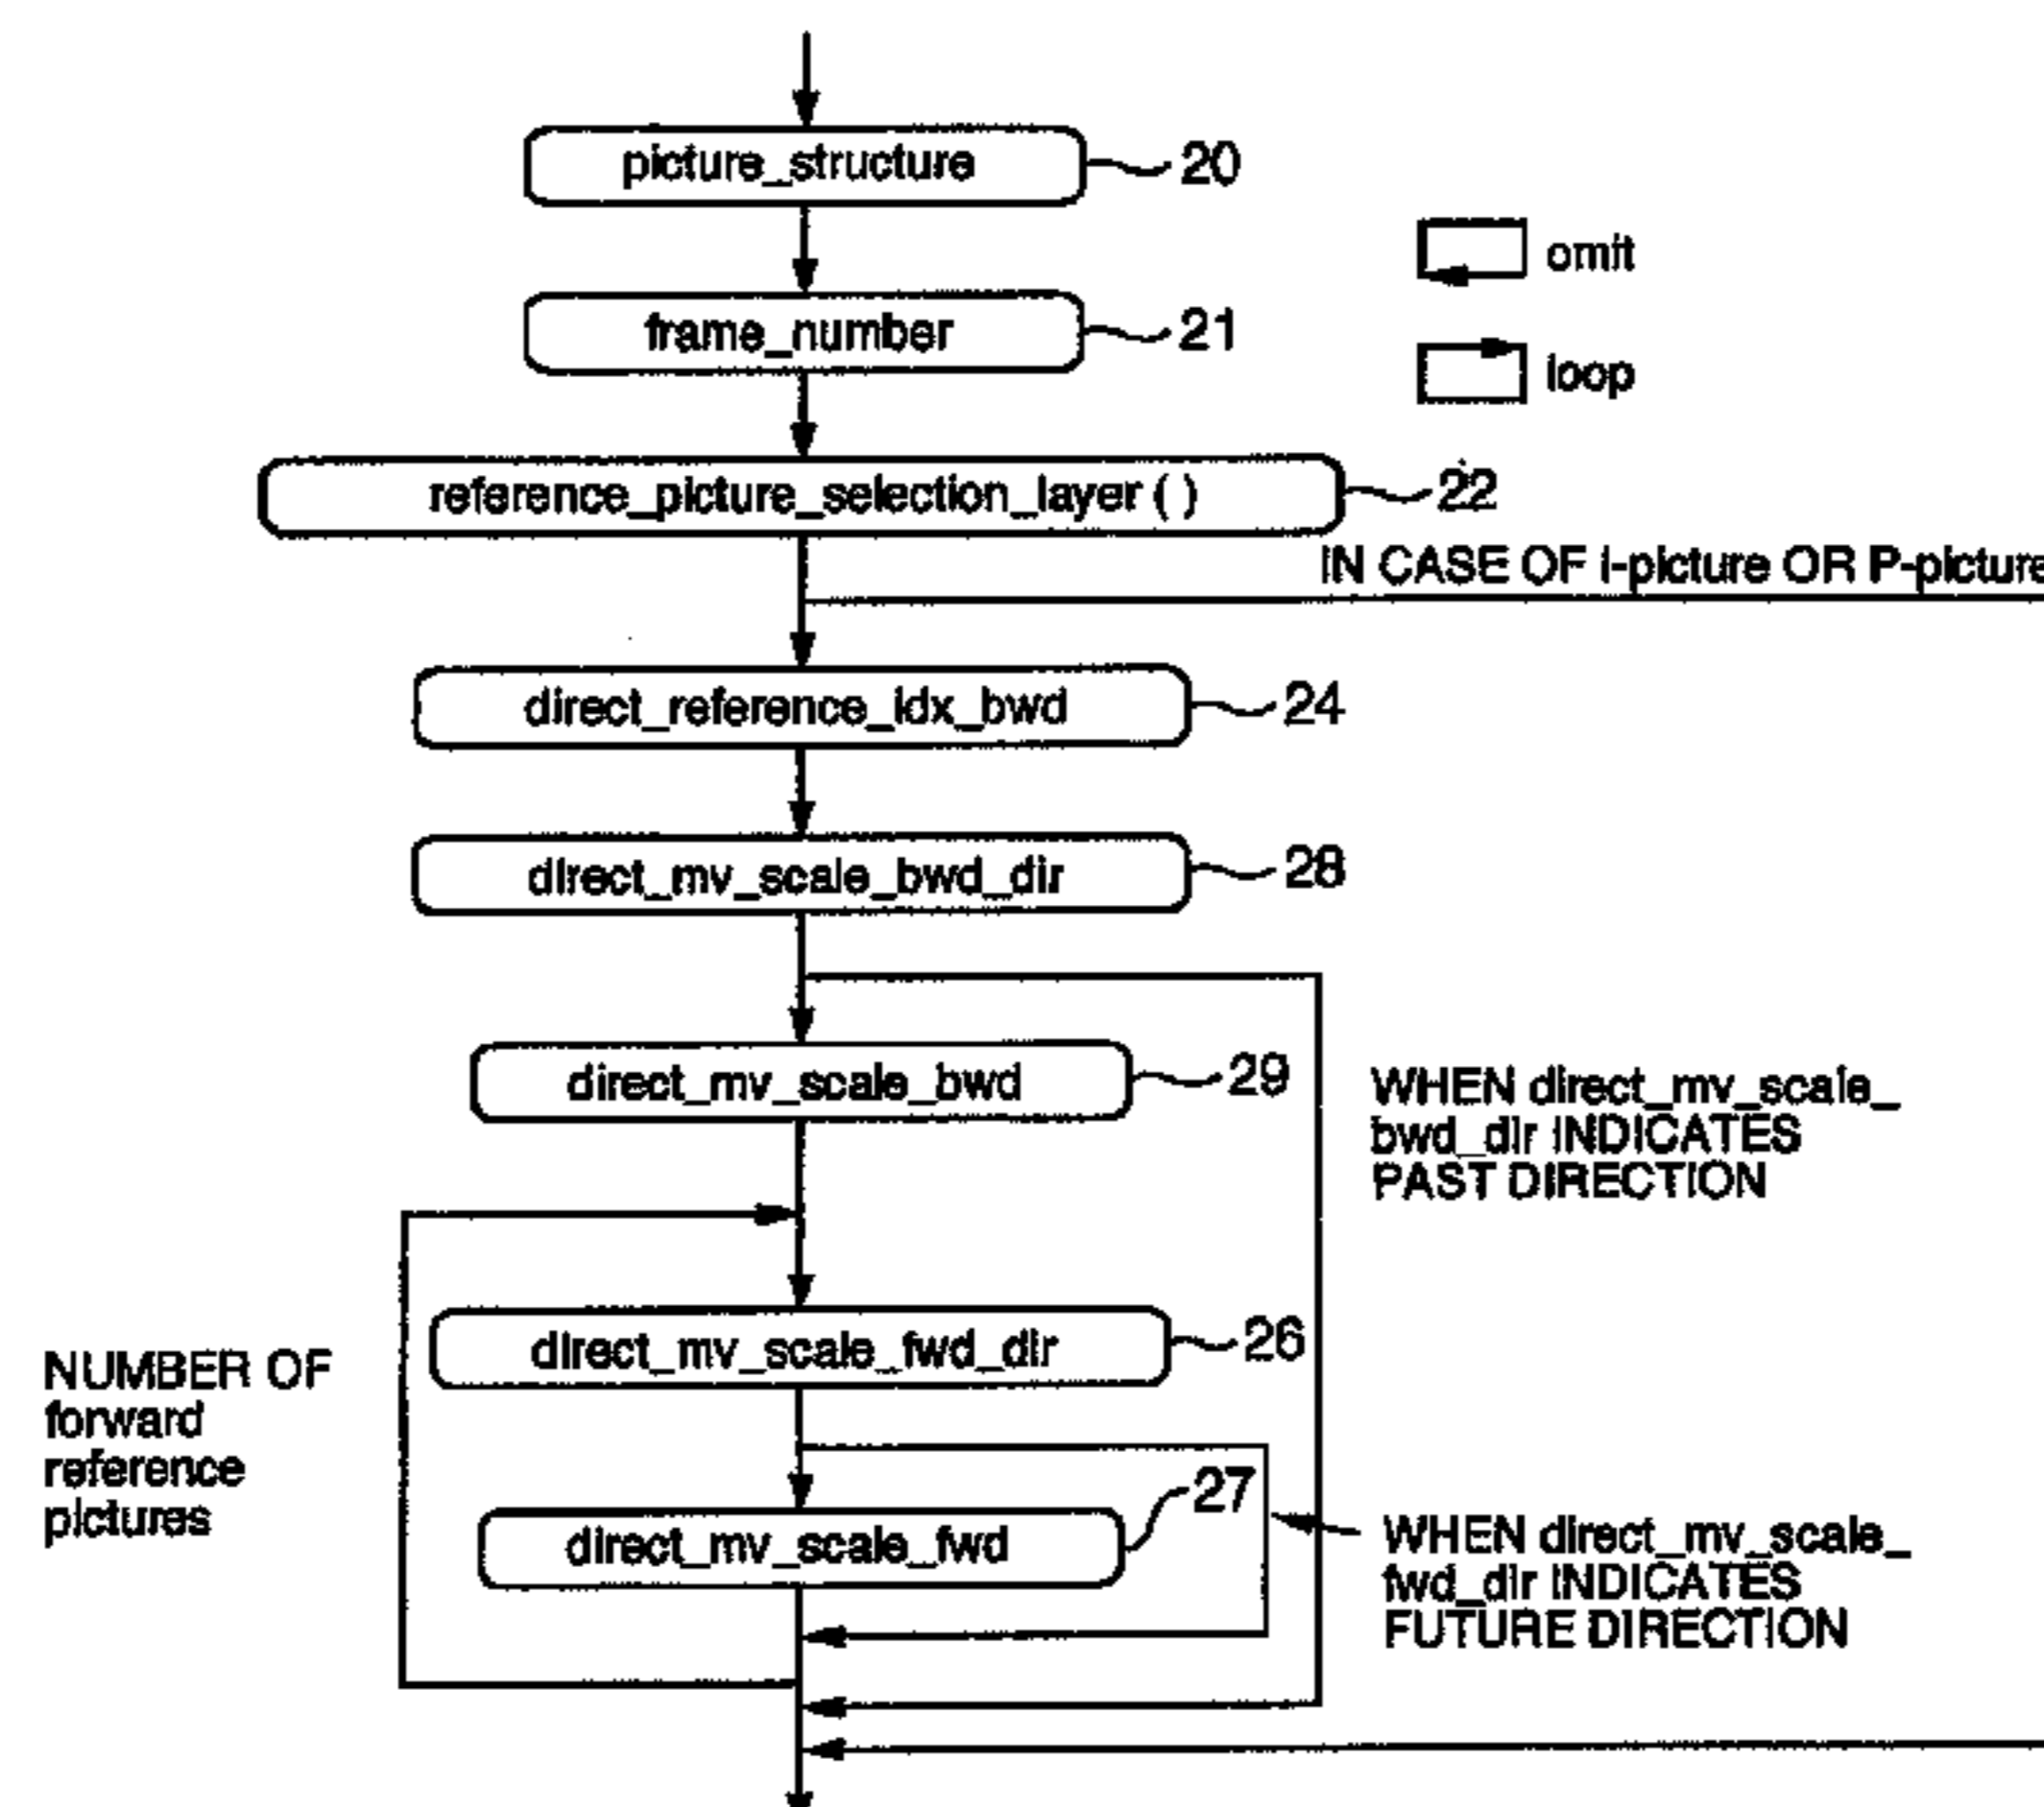 picture_structure
20
frame_number
21
omit
loop
reference_picture_selection_layer ( )
22
IN CASE OF I-picture OR P-picture
direct_reference_idx_bwd
24
direct_mv_scale_bwd_dir
28
direct_mv_scale_bwd
29
WHEN direct_mv_scale_
bwd_dir INDICATES
PAST DIRECTION
direct_mv_scale_fwd_dir
26
NUMBER OF
forward
reference
pictures
direct_mv_scale_fwd
27
WHEN direct_mv_scale_
fwd_dir INDICATES
FUTURE DIRECTION